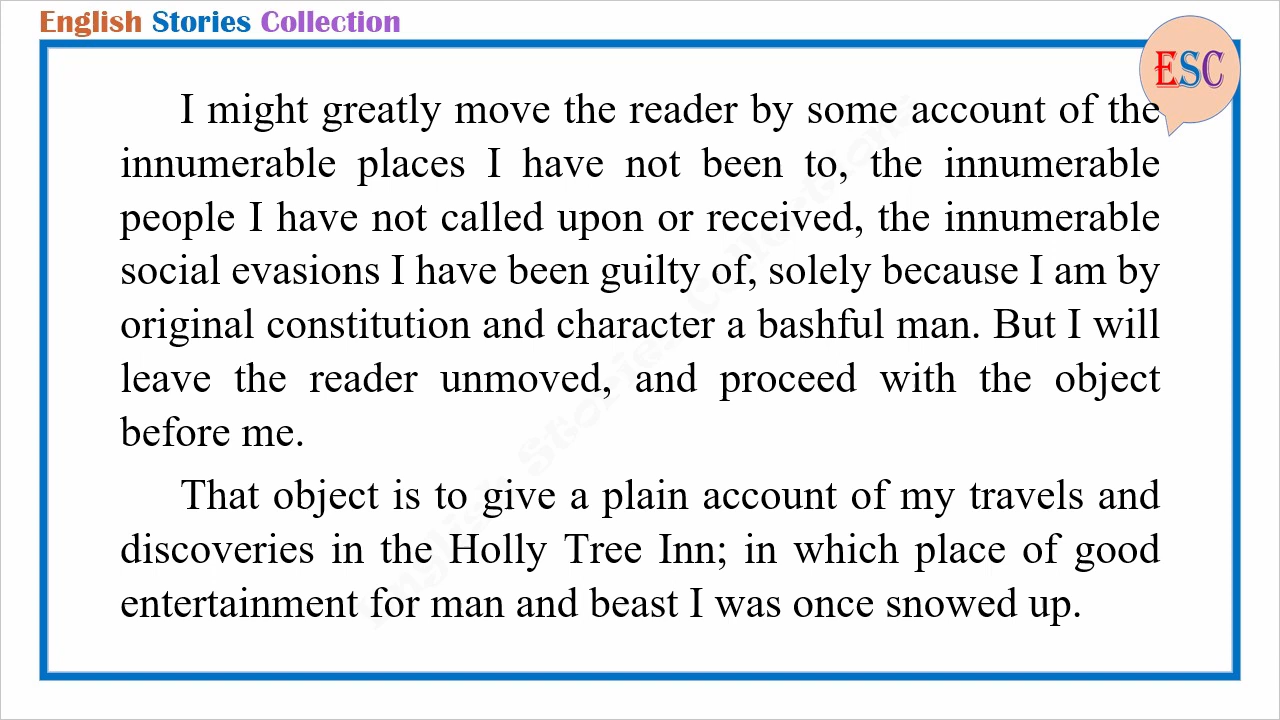 English Stories Collection
ESC
I might greatly move the reader by some account of the
innumerable places I have not been to, the innumerable
people I have not called upon or received, the innumerable
social evasions I have been guilty of, solely because I am by
original constitution and character a bashful man. But I will
leave the reader unmoved, and proceed with the object
before me.
That object is to give a plain account of my travels and
discoveries in the Holly Tree Inn; in which place of good
entertainment for man and beast I was once snowed up.
English Stories Collections